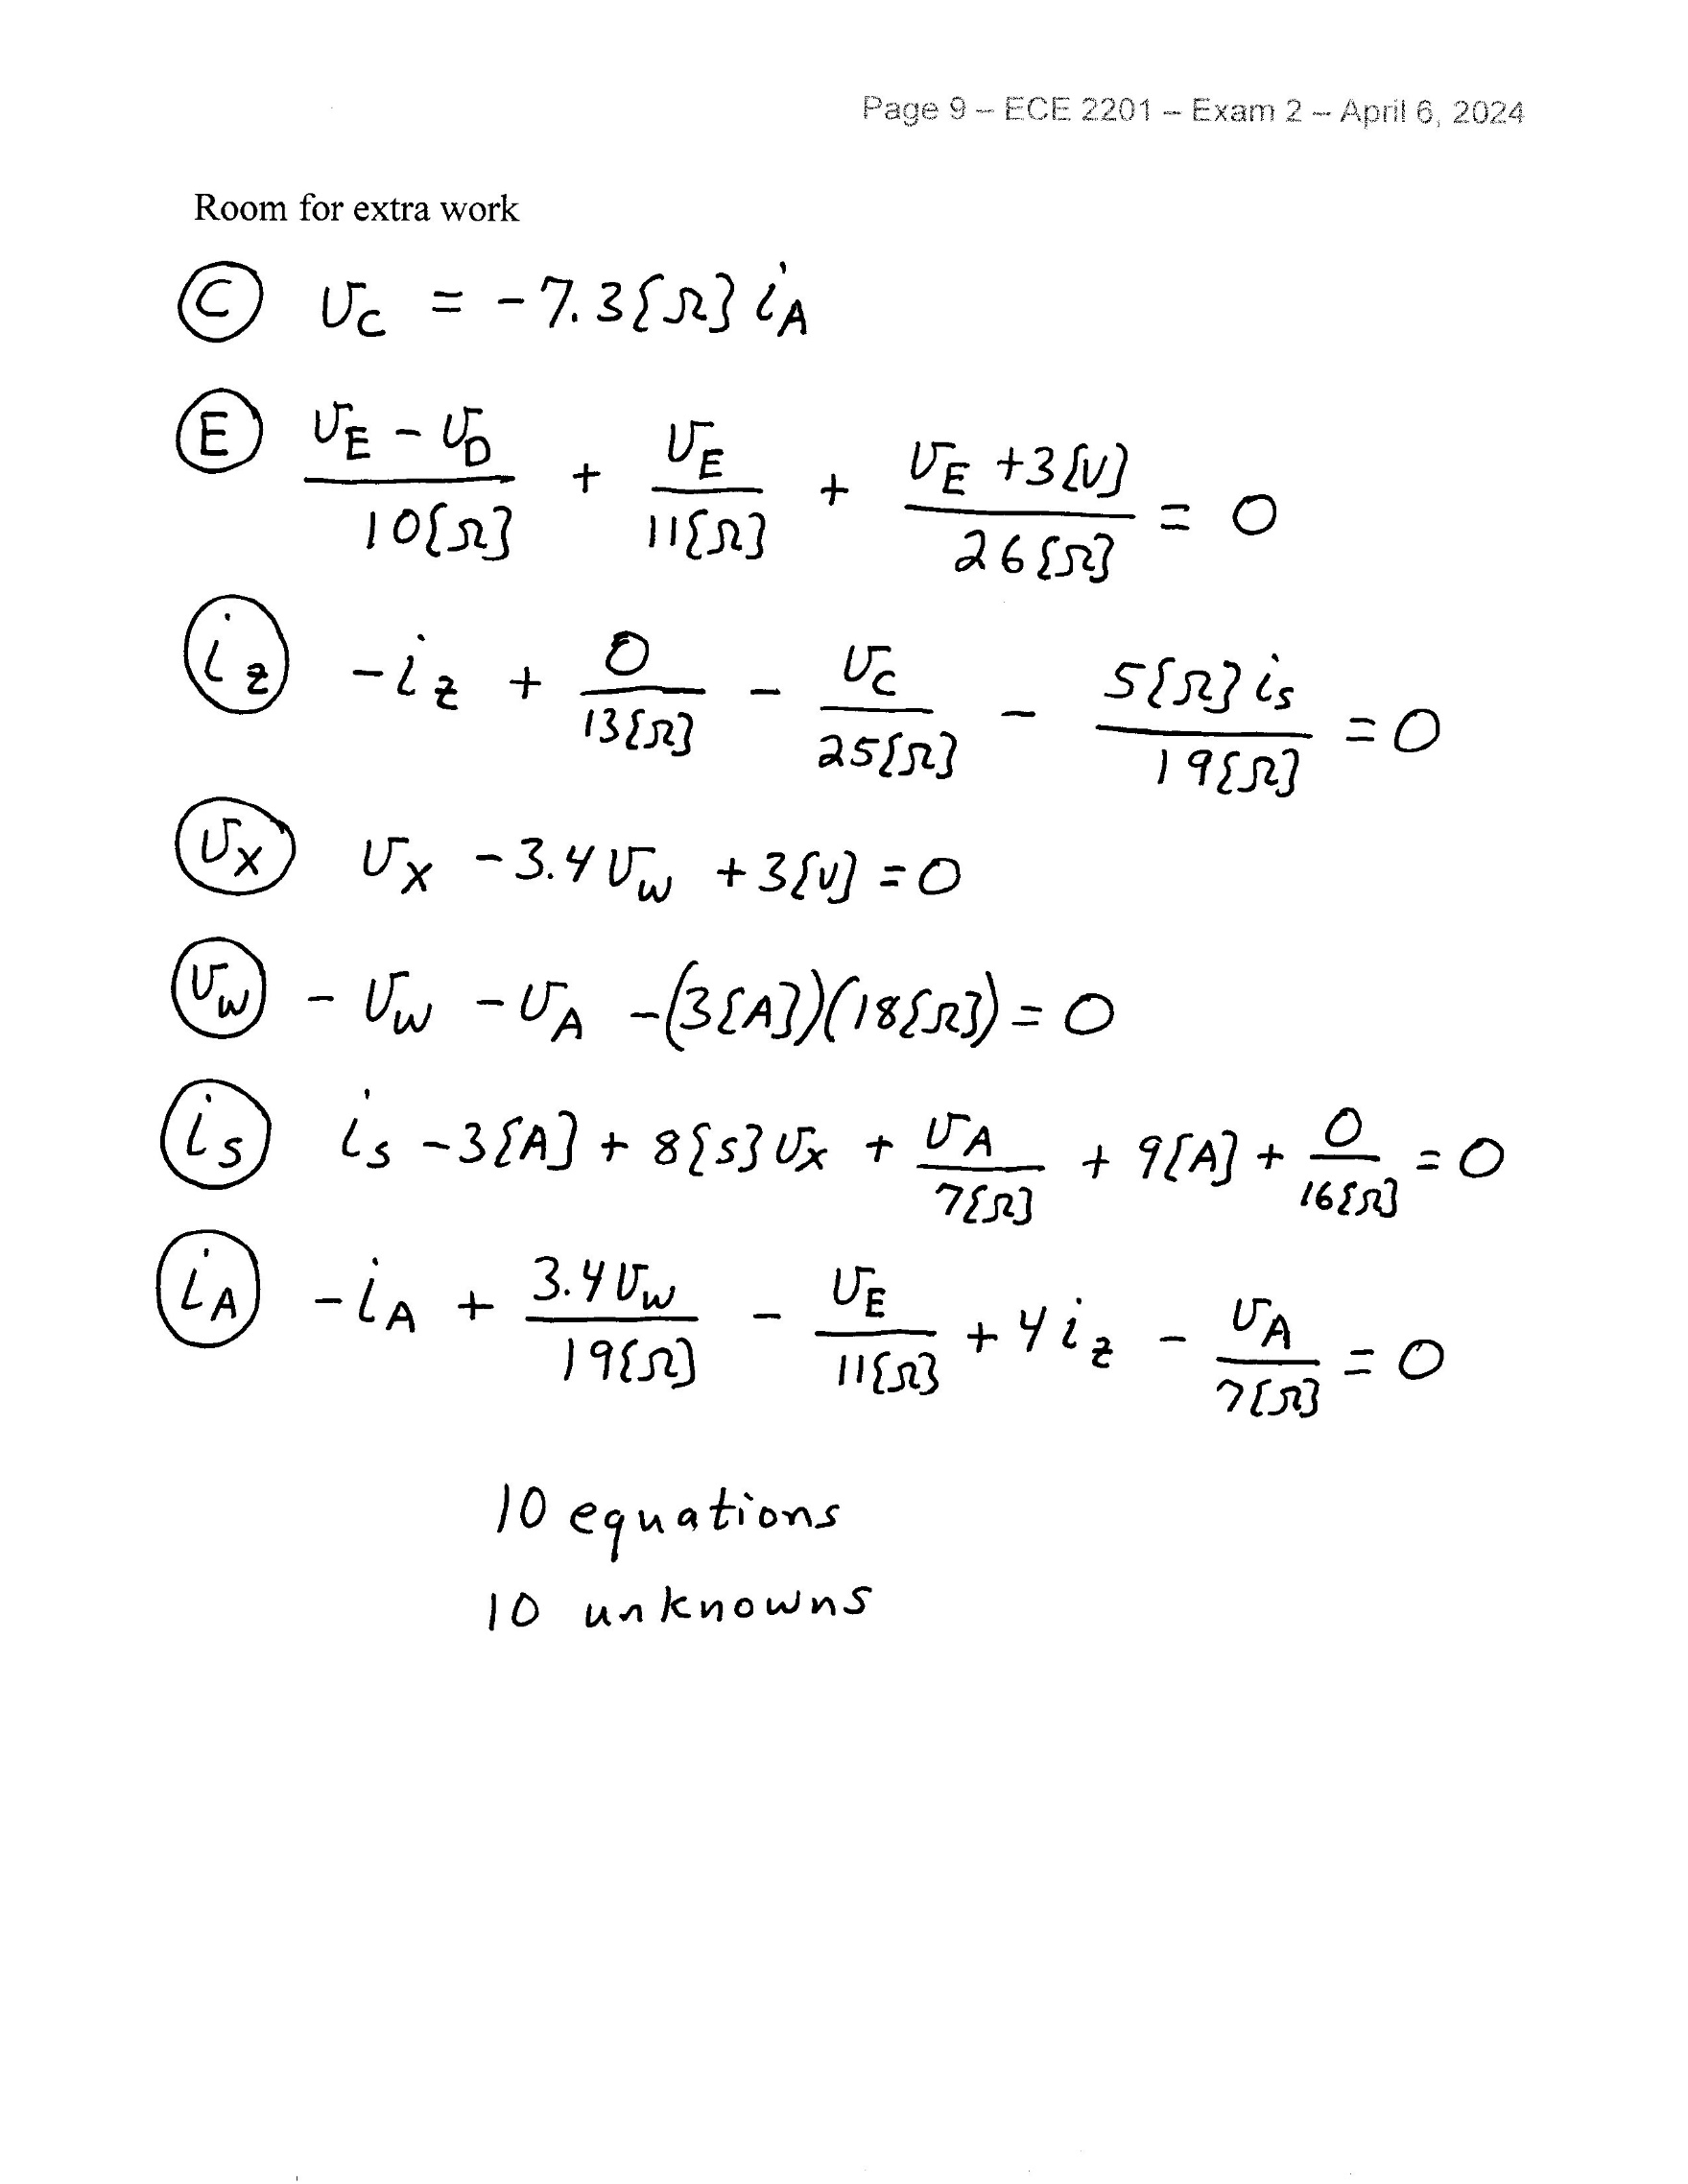 Page 9 – ECE 2201 – Exam 2 – April 6, 2024
Room for extra work
(C) v_C = -7.3{Ω} i_A
(E) (v_E - v_D)/10{Ω} + v_E/11{Ω} + (v_E + 3{V})/26{Ω} = 0
(i_z) -i_z + 0/13{Ω} - v_C/25{Ω} - 5{Ω} i_s/19{Ω} = 0
(v_X) v_X - 3.4 v_W + 3{V} = 0
(v_W) - v_W - v_A - (3{A})(18{Ω}) = 0
(i_s) i_s - 3{A} + 8{S} v_X + v_A/7{Ω} + 9{A} + 0/16{Ω} = 0
(i_A) -i_A + 3.4 v_W/19{Ω} - v_E/11{Ω} + 4 i_z - v_A/7{Ω} = 0
10 equations
10 unknowns